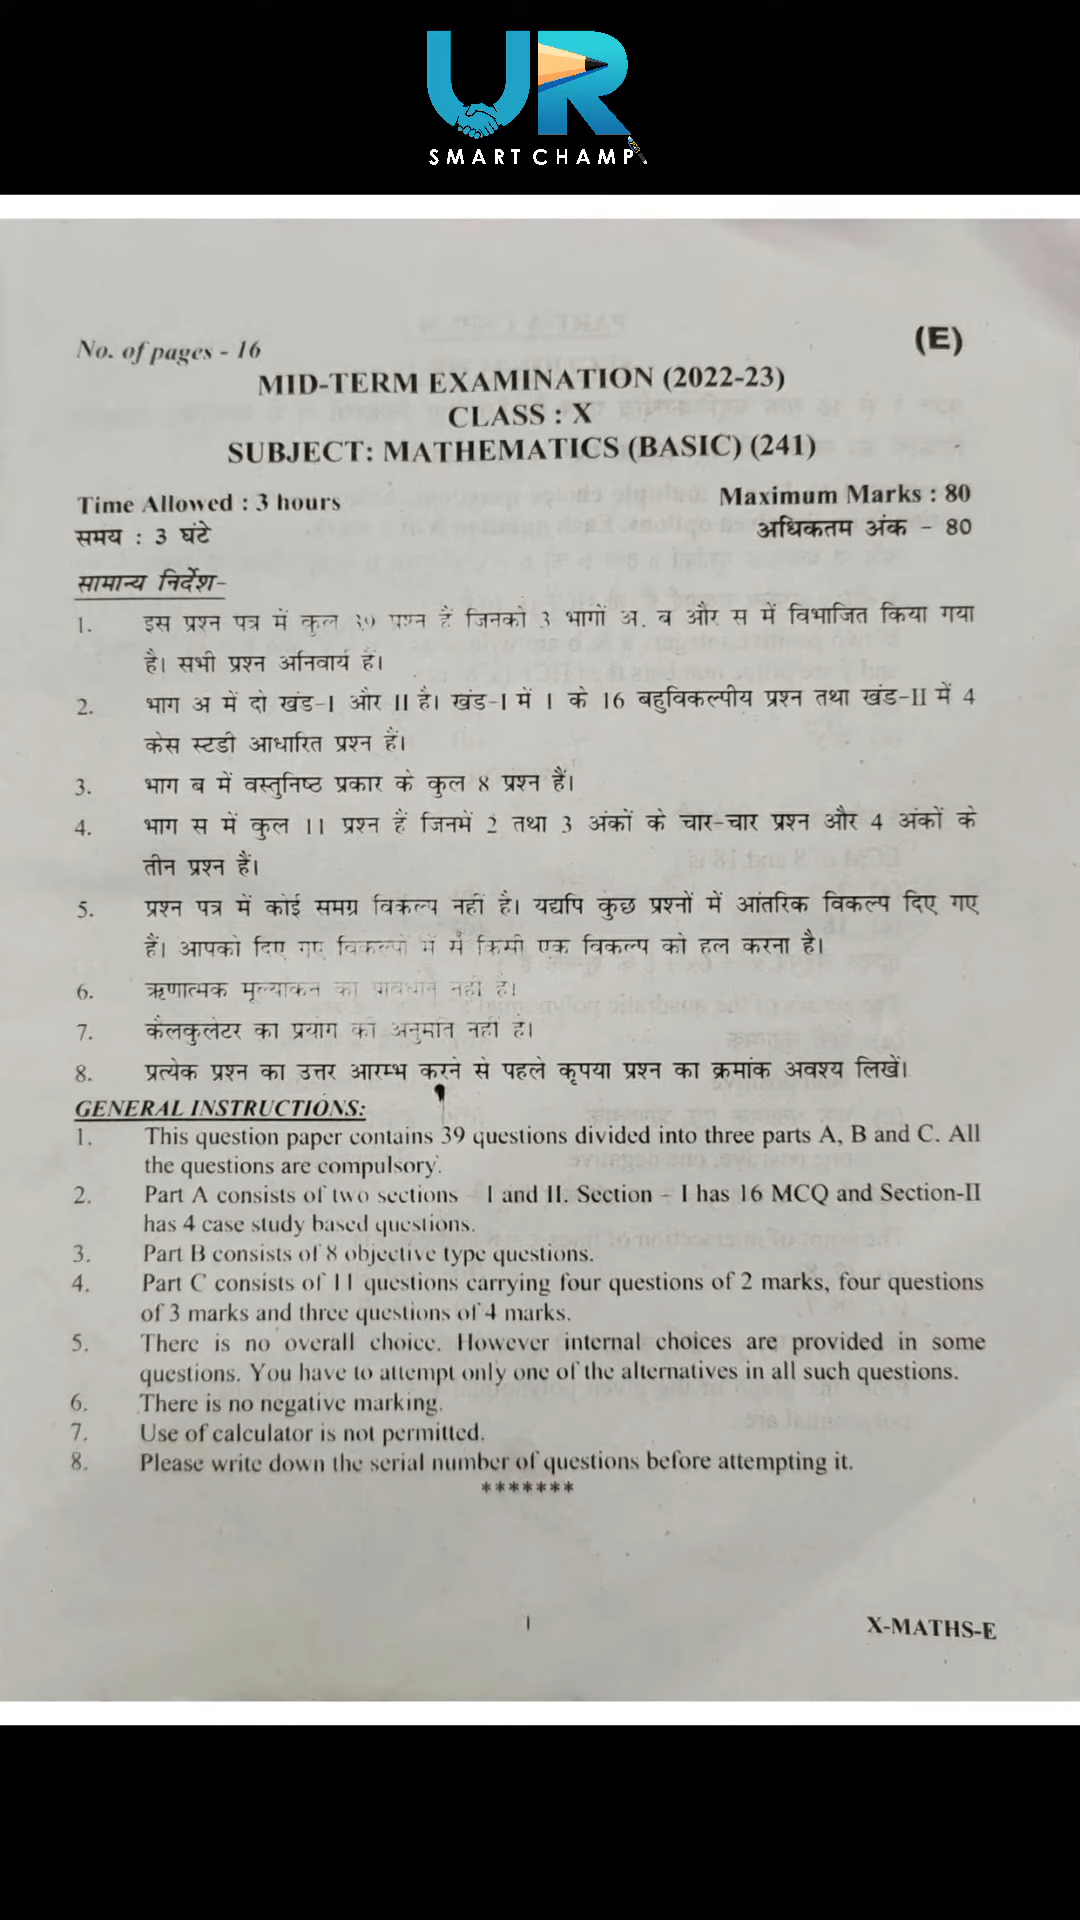 UR
SMART CHAMP
No. of pages - 16
(E)
MID-TERM EXAMINATION (2022-23)
CLASS : X
SUBJECT: MATHEMATICS (BASIC) (241)
Time Allowed : 3 hours
Maximum Marks : 80
समय : 3 घंटे
अधिकतम अंक - 80
सामान्य निर्देश-
1. इस प्रश्न पत्र में कुल 39 प्रश्न हैं जिनको 3 भागों अ, ब और स में विभाजित किया गया
है। सभी प्रश्न अनिवार्य हैं।
2. भाग अ में दो खंड-I और II है। खंड-I में 1 के 16 बहुविकल्पीय प्रश्न तथा खंड-II में 4
केस स्टडी आधारित प्रश्न हैं।
3. भाग ब में वस्तुनिष्ठ प्रकार के कुल 8 प्रश्न हैं।
4. भाग स में कुल 11 प्रश्न हैं जिनमें 2 तथा 3 अंकों के चार-चार प्रश्न और 4 अंकों के
तीन प्रश्न हैं।
5. प्रश्न पत्र में कोई समग्र विकल्प नहीं है। यद्यपि कुछ प्रश्नों में आंतरिक विकल्प दिए गए
हैं। आपको दिए गए विकल्पों में से किसी एक विकल्प को हल करना है।
6. ऋणात्मक मूल्यांकन का प्रावधान नहीं है।
7. कैलकुलेटर का प्रयोग की अनुमति नहीं है।
8. प्रत्येक प्रश्न का उत्तर आरम्भ करने से पहले कृपया प्रश्न का क्रमांक अवश्य लिखें।
GENERAL INSTRUCTIONS:
1. This question paper contains 39 questions divided into three parts A, B and C. All
the questions are compulsory.
2. Part A consists of two sections – I and II. Section – I has 16 MCQ and Section-II
has 4 case study based questions.
3. Part B consists of 8 objective type questions.
4. Part C consists of 11 questions carrying four questions of 2 marks, four questions
of 3 marks and three questions of 4 marks.
5. There is no overall choice. However internal choices are provided in some
questions. You have to attempt only one of the alternatives in all such questions.
6. There is no negative marking.
7. Use of calculator is not permitted.
8. Please write down the serial number of questions before attempting it.
*******
1
X-MATHS-E